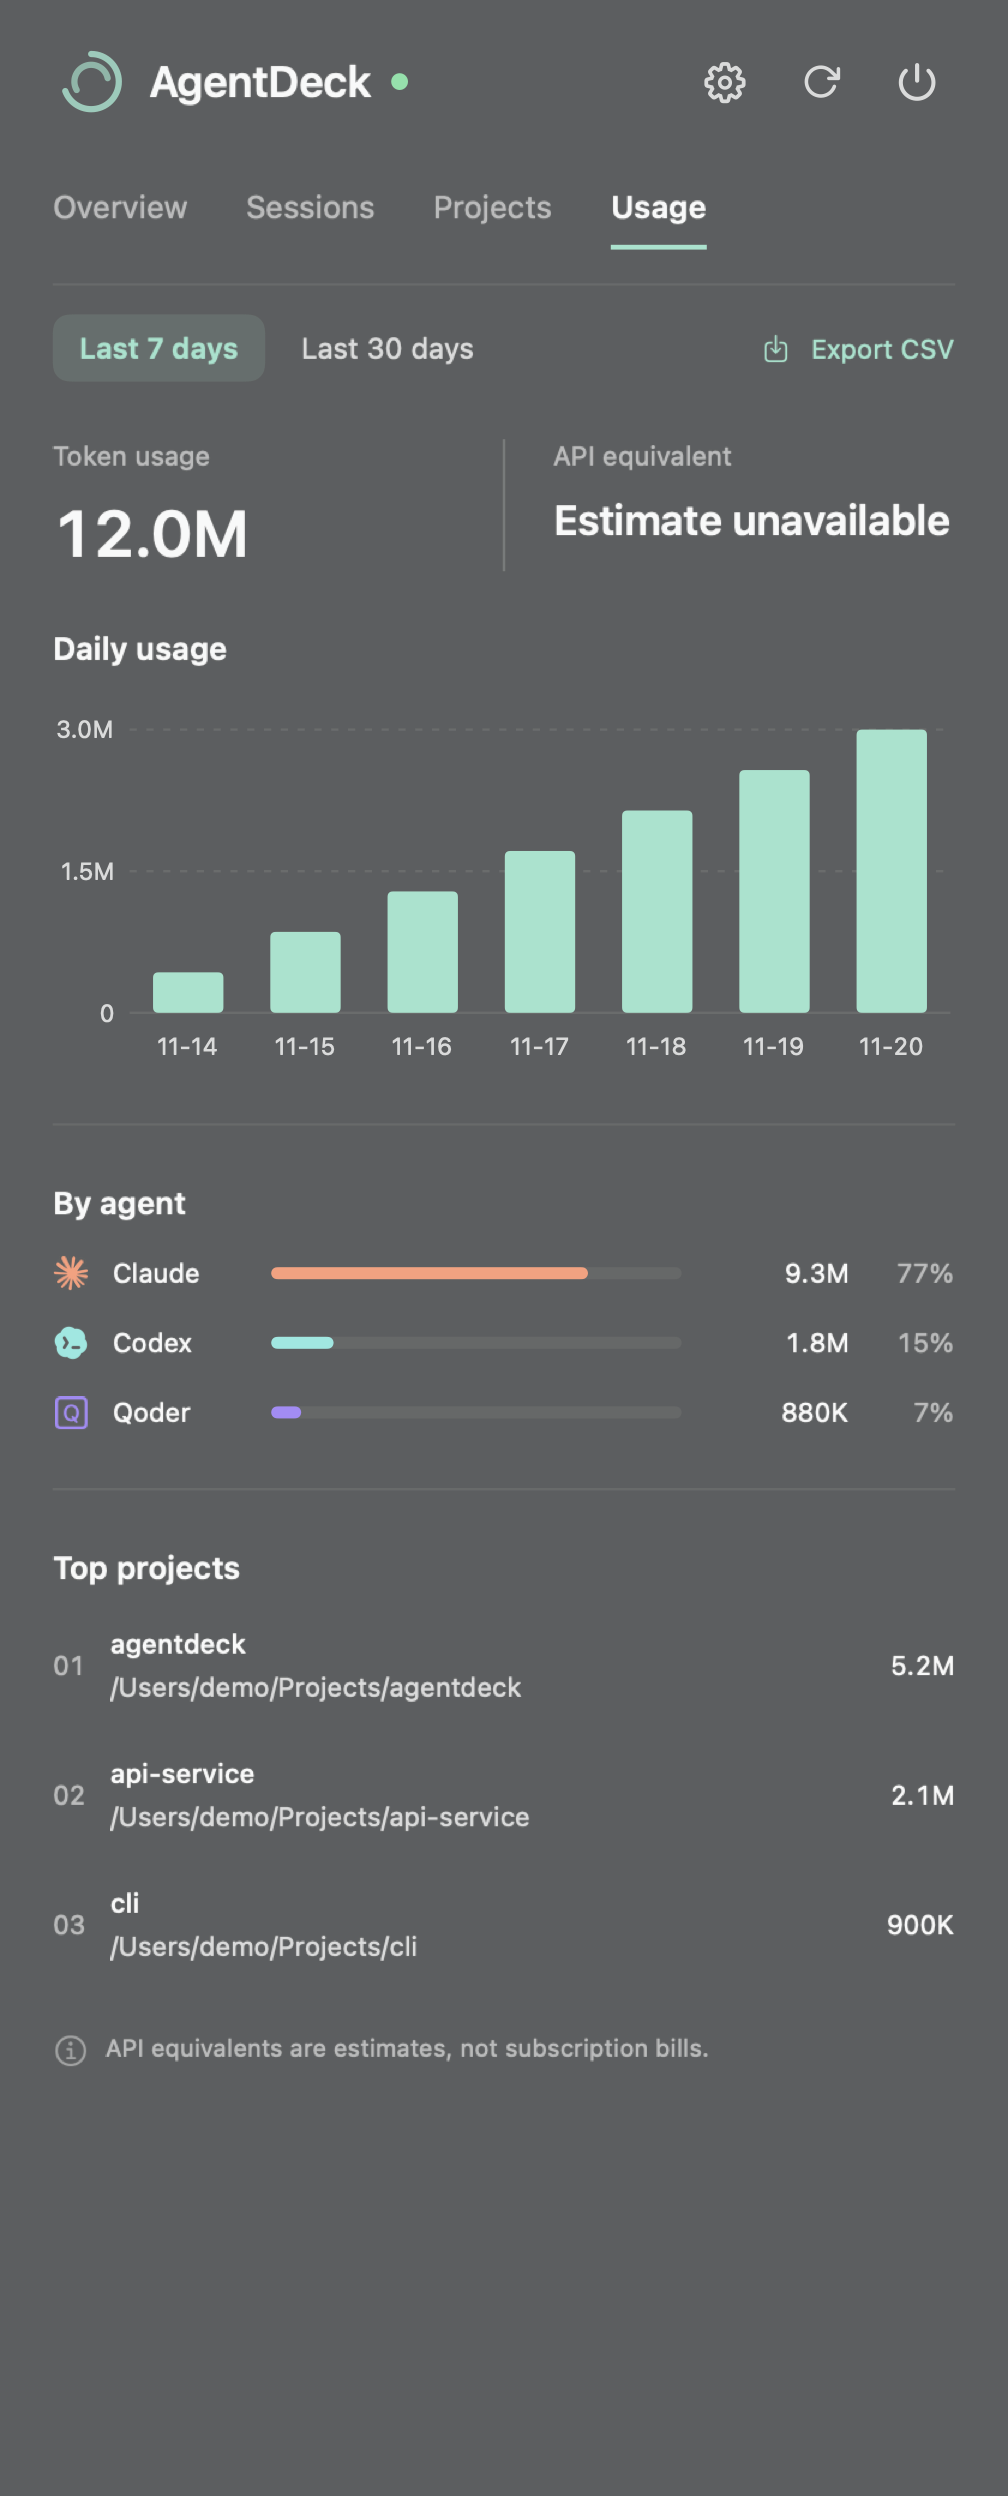 AgentDeck
Overview Sessions Projects Usage
Last 7 days Last 30 days Export CSV
Token usage
12.0M
API equivalent
Estimate unavailable
Daily usage
3.0M
1.5M
0
11-14 11-15 11-16 11-17 11-18 11-19 11-20
By agent
Claude 9.3M 77%
Codex 1.8M 15%
Q Qoder 880K 7%
Top projects
01 agentdeck 5.2M
/Users/demo/Projects/agentdeck
02 api-service 2.1M
/Users/demo/Projects/api-service
03 cli 900K
/Users/demo/Projects/cli
API equivalents are estimates, not subscription bills.